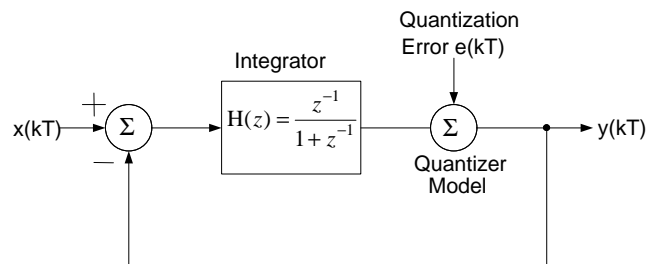 Quantization
Error e(kT)
Integrator
H(z) = z^{-1} / (1 + z^{-1})
x(kT)
+
Σ
−
Σ
y(kT)
Quantizer
Model